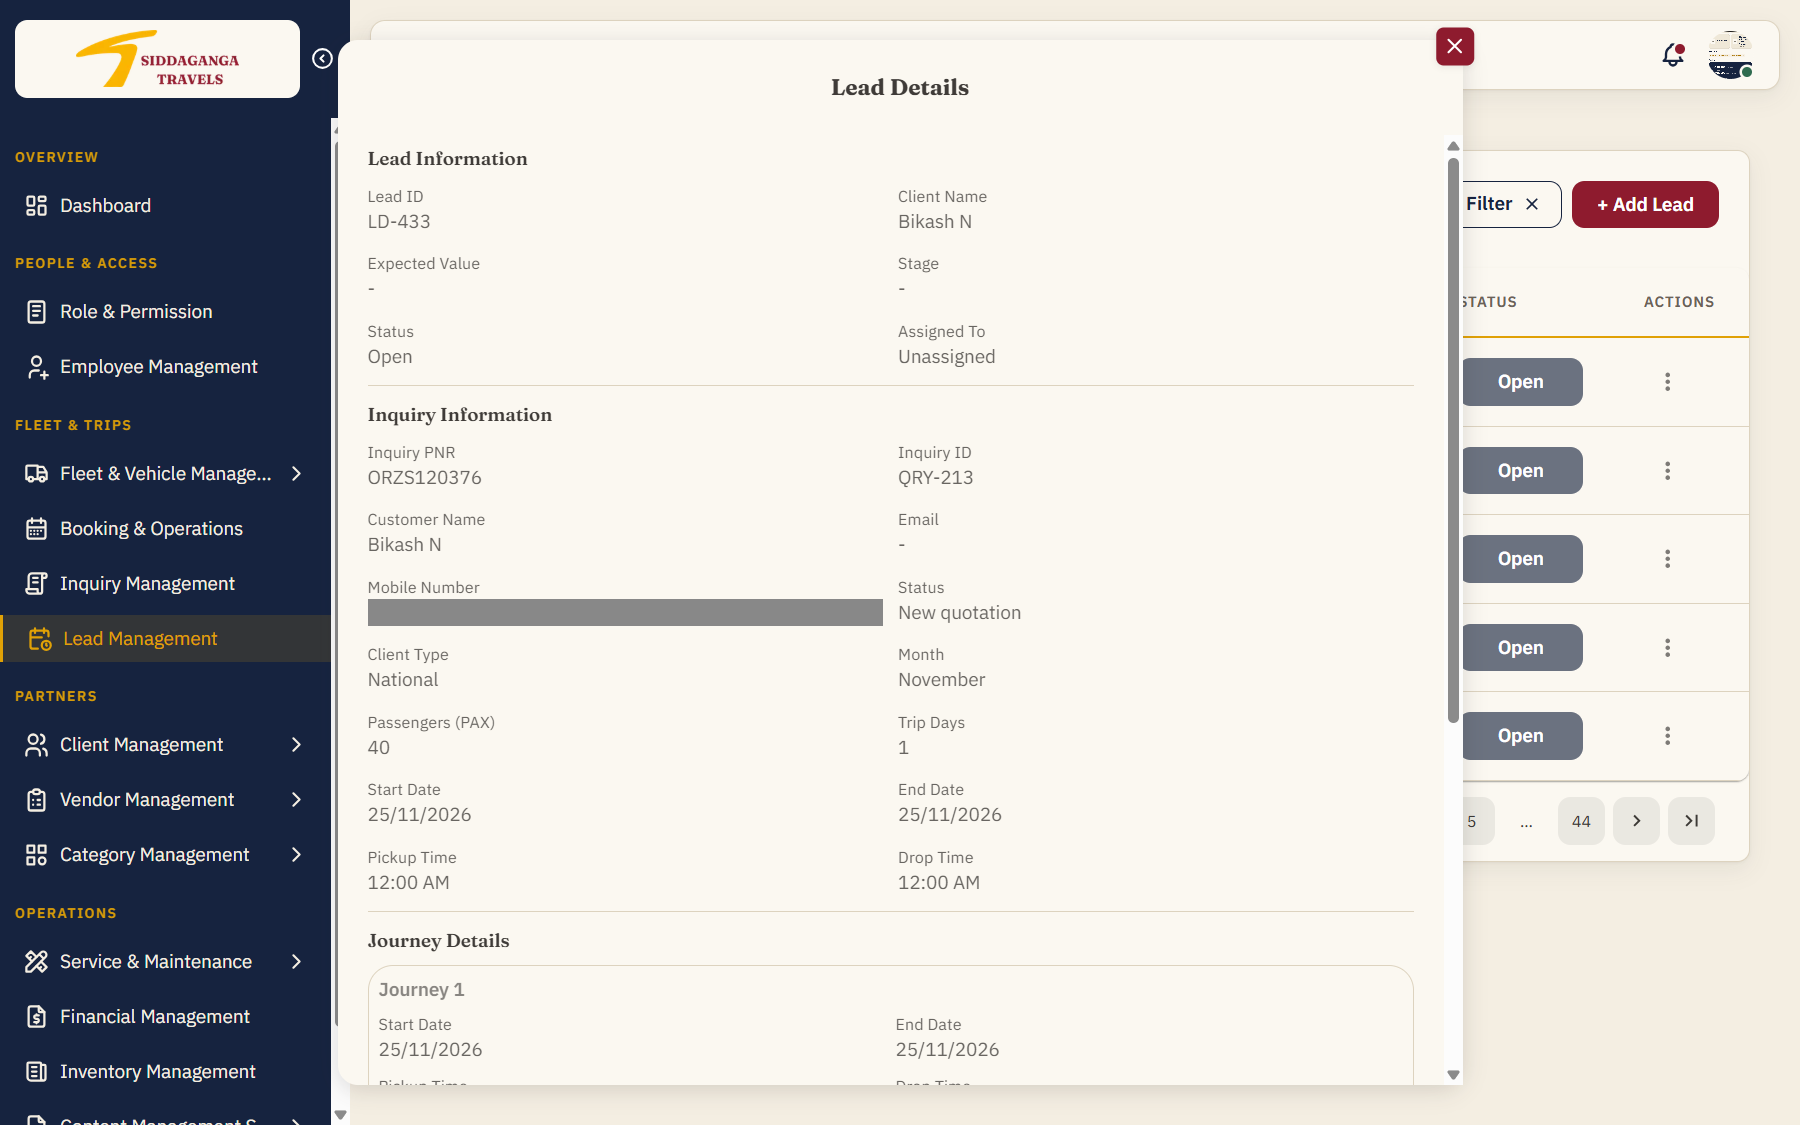 SIDDAGANGA
TRAVELS
OVERVIEW
Dashboard
PEOPLE & ACCESS
Role & Permission
Employee Management
FLEET & TRIPS
Fleet & Vehicle Manage...
Booking & Operations
Inquiry Management
Lead Management
PARTNERS
Client Management
Vendor Management
Category Management
OPERATIONS
Service & Maintenance
Financial Management
Inventory Management
Content Management S
Lead Details
Lead Information
Lead ID
Client Name
LD-433
Bikash N
Expected Value
Stage
-
-
Status
Assigned To
Open
Unassigned
Inquiry Information
Inquiry PNR
Inquiry ID
ORZS120376
QRY-213
Customer Name
Email
Bikash N
-
Mobile Number
Status
New quotation
Client Type
Month
National
November
Passengers (PAX)
Trip Days
40
1
Start Date
End Date
25/11/2026
25/11/2026
Pickup Time
Drop Time
12:00 AM
12:00 AM
Journey Details
Journey 1
Start Date
End Date
25/11/2026
25/11/2026
Pickup Time
Drop Time
Filter
+ Add Lead
STATUS
ACTIONS
Open
Open
Open
Open
Open
5
...
44